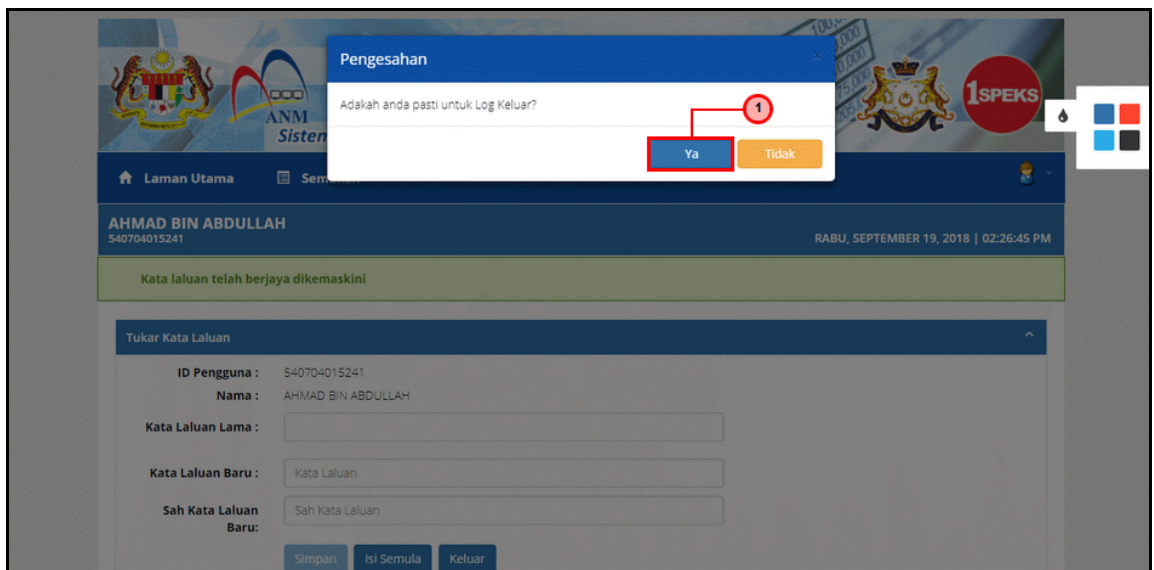 Pengesahan
×
Adakah anda pasti untuk Log Keluar?
1
Ya
Tidak
ANM
Sistem
1SPEKS
Laman Utama
AHMAD BIN ABDULLAH
540704015241
RABU, SEPTEMBER 19, 2018 | 02:26:45 PM
Kata laluan telah berjaya dikemaskini
Tukar Kata Laluan
ID Pengguna : 540704015241
Nama : AHMAD BIN ABDULLAH
Kata Laluan Lama :
Kata Laluan Baru : Kata Laluan
Sah Kata Laluan Baru: Sah Kata Laluan
Simpan Isi Semula Keluar